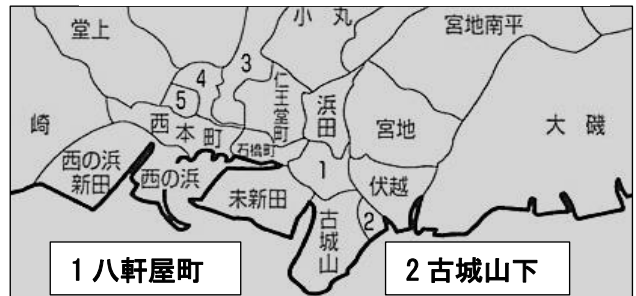 堂上
小丸
宮地南平
3
4
5
仁王堂町
浜田
西本町
石橋町
宮地
大磯
崎
西の浜新田
西の浜
未新田
1
伏越
古城山
2
1 八軒屋町
2 古城山下